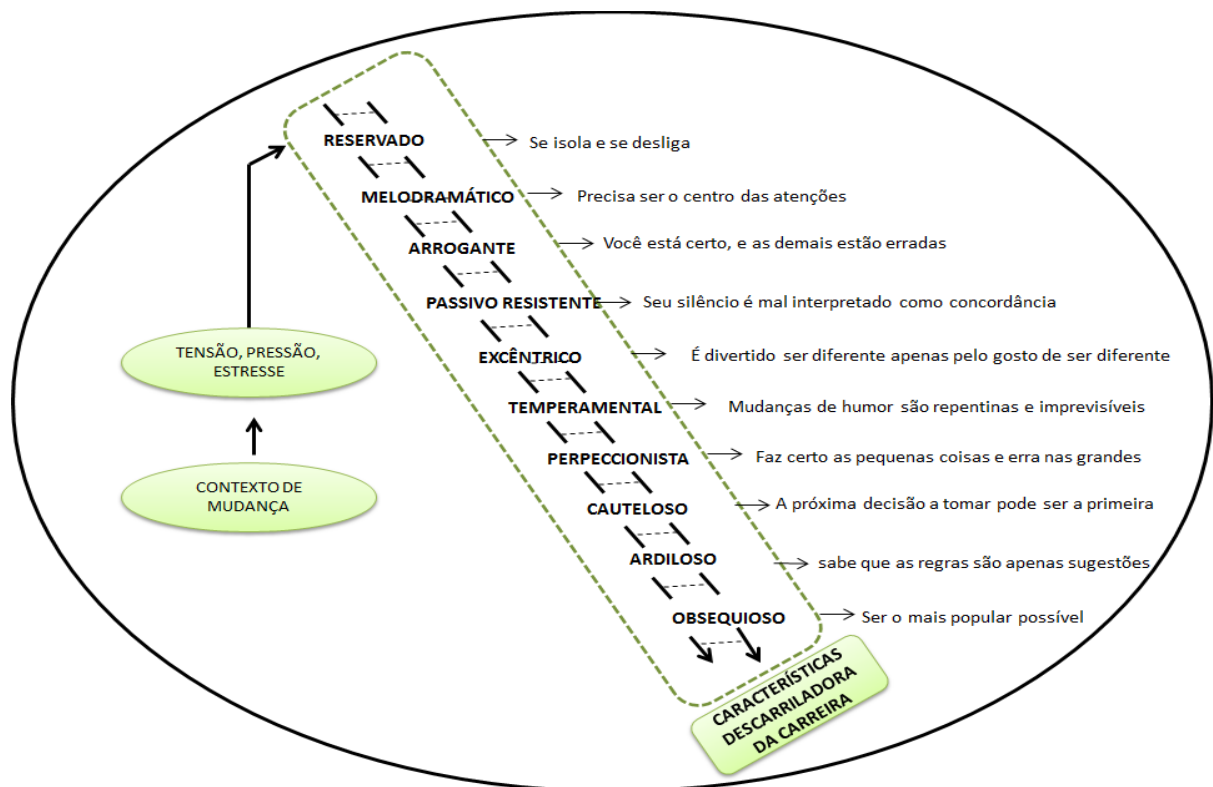 RESERVADO
Se isola e se desliga
MELODRAMÁTICO
Precisa ser o centro das atenções
ARROGANTE
Você está certo, e as demais estão erradas
PASSIVO RESISTENTE
Seu silêncio é mal interpretado como concordância
TENSÃO, PRESSÃO,
ESTRESSE
EXCÊNTRICO
É divertido ser diferente apenas pelo gosto de ser diferente
TEMPERAMENTAL
Mudanças de humor são repentinas e imprevisíveis
PERPECCIONISTA
Faz certo as pequenas coisas e erra nas grandes
CONTEXTO DE
MUDANÇA
CAUTELOSO
A próxima decisão a tomar pode ser a primeira
ARDILOSO
sabe que as regras são apenas sugestões
OBSEQUIOSO
Ser o mais popular possível
CARACTERÍSTICAS
DESCARRILADORA
DA CARREIRA